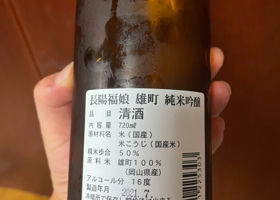 長陽福娘 雄町 純米吟醸
品目 清酒
内容量 720ml
原材料名 米(国産)
米こうじ(国産米)
精米歩合 50%
原料米 雄町100%
(岡山県産)
アルコール分 16度
製造年月 2021.7.